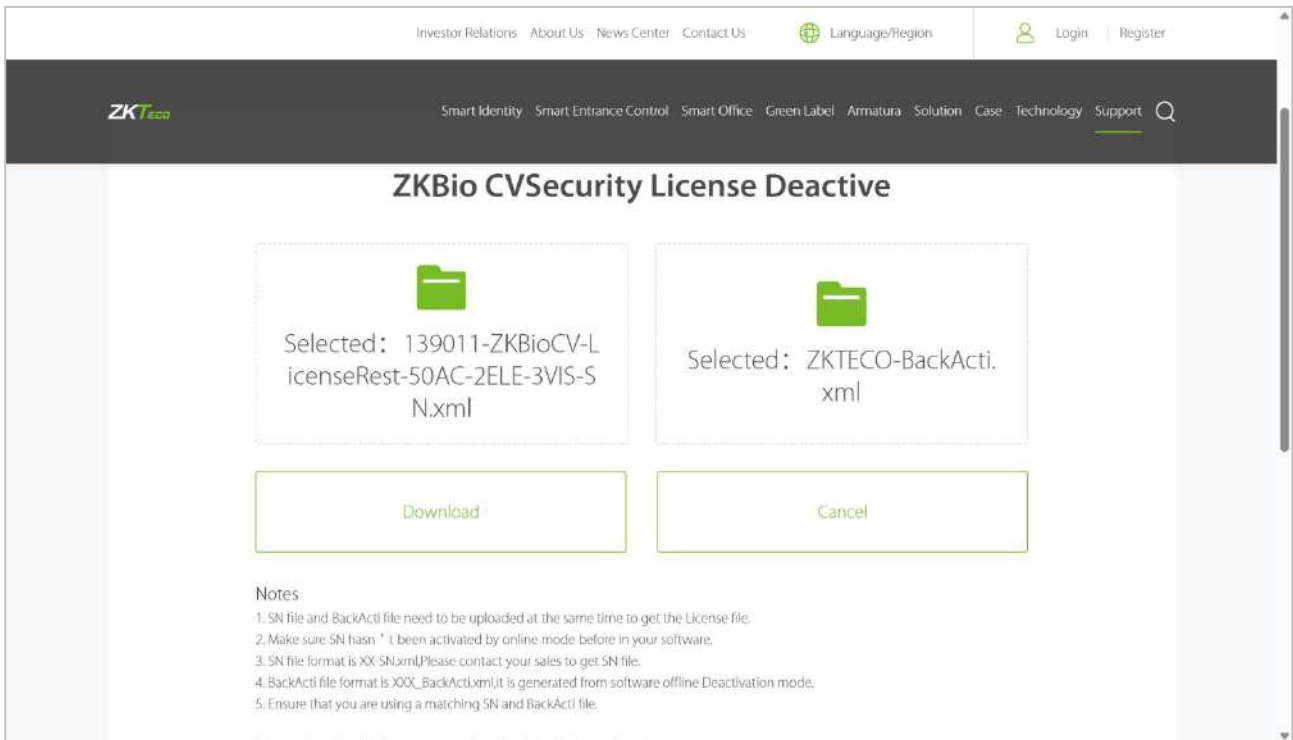 Investor Relations About Us News Center Contact Us Language/Region Login Register
ZKTeco Smart Identity Smart Entrance Control Smart Office Green Label Armatura Solution Case Technology Support
ZKBio CVSecurity License Deactive
Selected: 139011-ZKBioCV-L
icenseRest-50AC-2ELE-3VIS-S
N.xml
Selected: ZKTECO-BackActi.
xml
Download
Cancel
Notes
1. SN file and BackActi file need to be uploaded at the same time to get the License file.
2. Make sure SN hasn ' t been activated by online mode before in your software.
3. SN file format is XX-SN.xml,Please contact your sales to get SN file.
4. BackActi file format is XXX_BackActi.xml,it is generated from software offline Deactivation mode.
5. Ensure that you are using a matching SN and BackActi file.